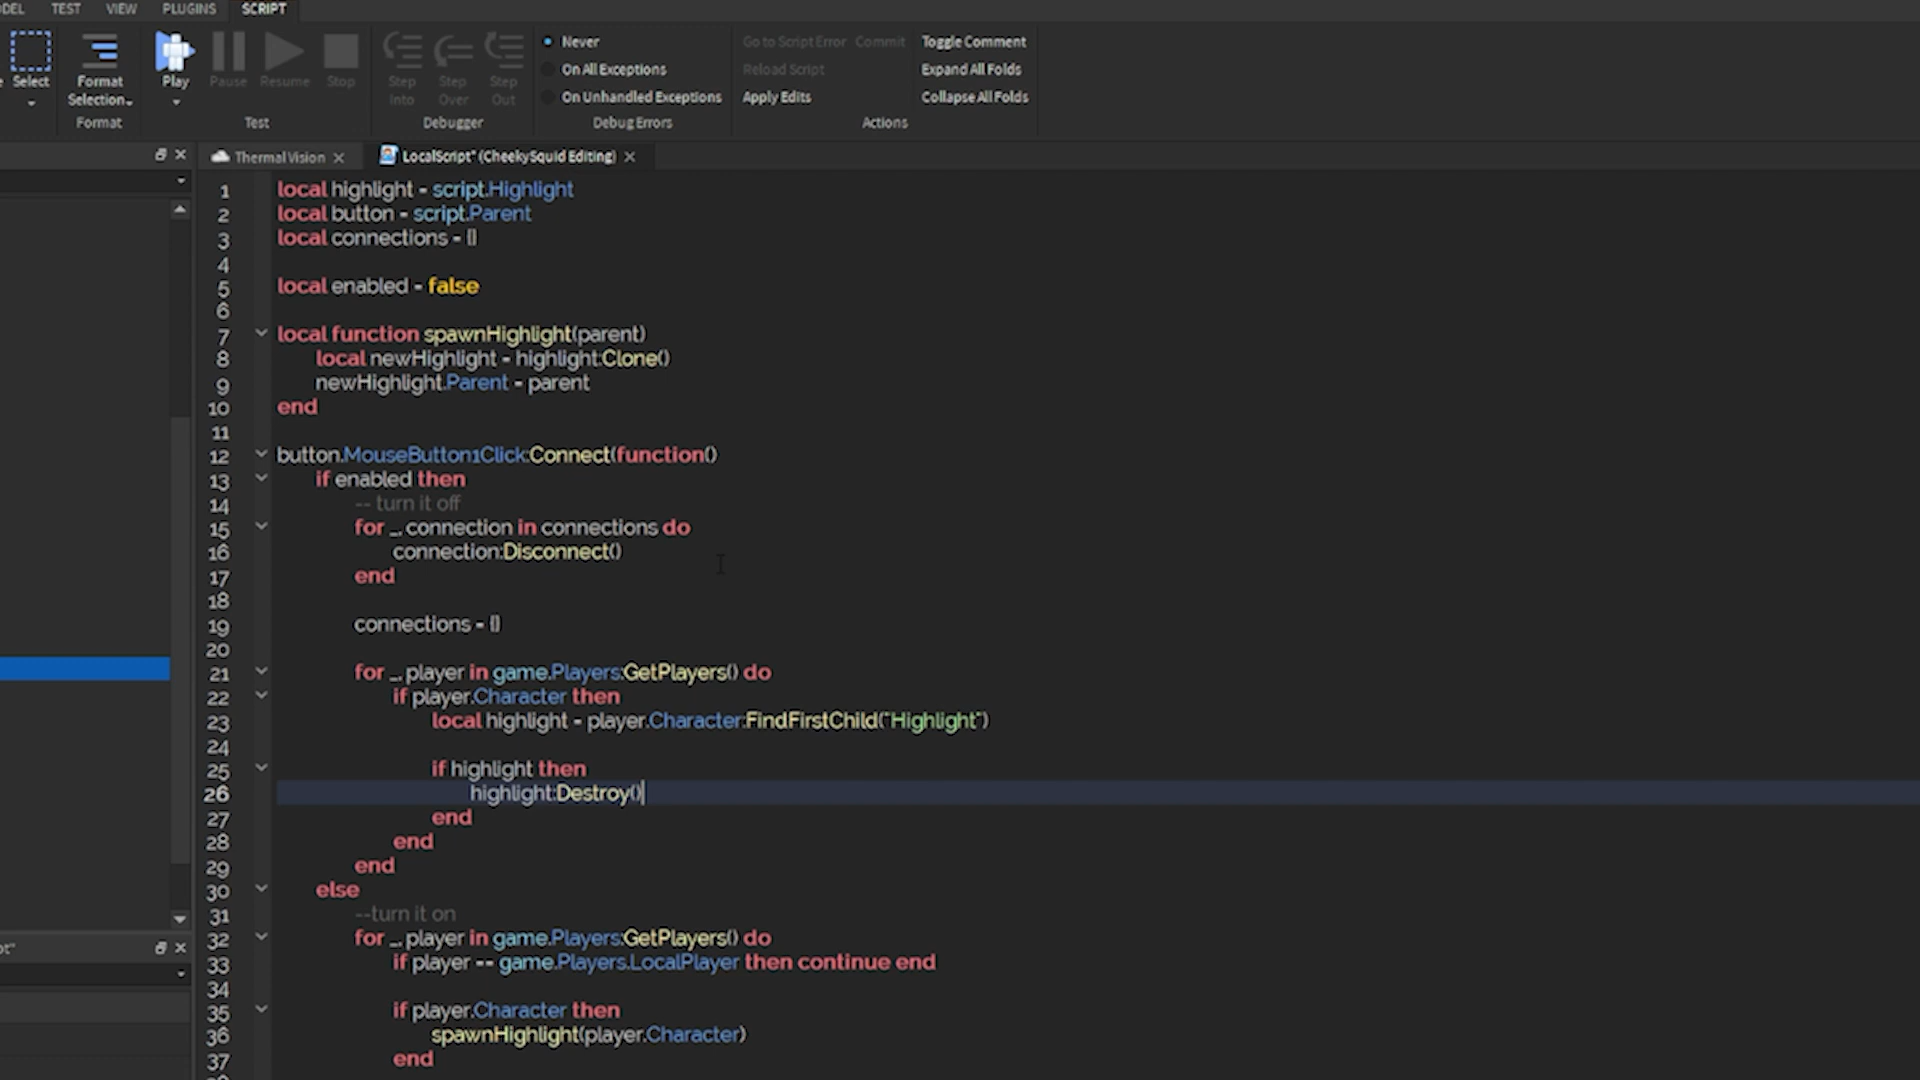 TEST VIEW PLUGINS SCRIPT
Select
Format Selection
Format
Play
Pause
Resume
Stop
Test
Step Into
Step Over
Step Out
Debugger
Never
On All Exceptions
On Unhandled Exceptions
Debug Errors
Go to Script Error Commit
Reload Script
Apply Edits
Toggle Comment
Expand All Folds
Collapse All Folds
Actions
Thermal Vision
LocalScript* (CheekySquid Editing)
1 local highlight = script.Highlight
2 local button = script.Parent
3 local connections = {}
4
5 local enabled = false
6
7 local function spawnHighlight(parent)
8 local newHighlight = highlight:Clone()
9 newHighlight.Parent = parent
10 end
11
12 button.MouseButton1Click:Connect(function()
13 if enabled then
14 -- turn it off
15 for _, connection in connections do
16 connection:Disconnect()
17 end
18
19 connections = {}
20
21 for _, player in game.Players:GetPlayers() do
22 if player.Character then
23 local highlight = player.Character:FindFirstChild("Highlight")
24
25 if highlight then
26 highlight:Destroy()
27 end
28 end
29 end
30 else
31 --turn it on
32 for _, player in game.Players:GetPlayers() do
33 if player == game.Players.LocalPlayer then continue end
34
35 if player.Character then
36 spawnHighlight(player.Character)
37 end